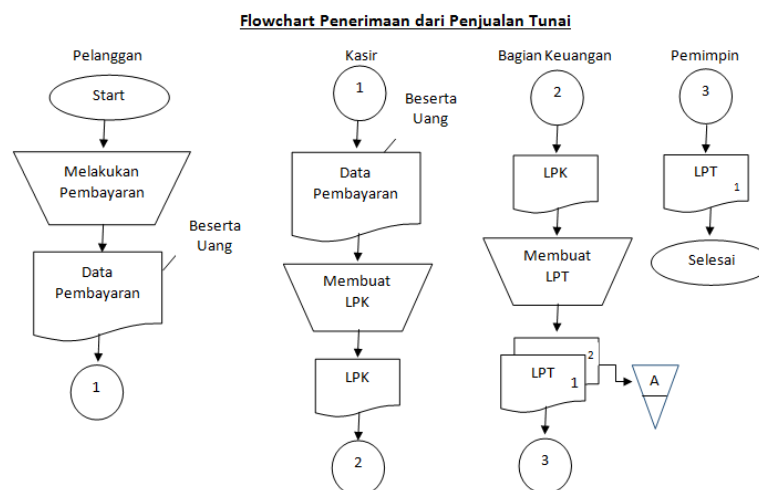 Flowchart Penerimaan dari Penjualan Tunai
Pelanggan
Start
Melakukan
Pembayaran
Beserta
Uang
Data
Pembayaran
1
Kasir
1
Beserta
Uang
Data
Pembayaran
Membuat
LPK
LPK
2
Bagian Keuangan
2
LPK
Membuat
LPT
2
LPT
1
A
3
Pemimpin
3
LPT
1
Selesai